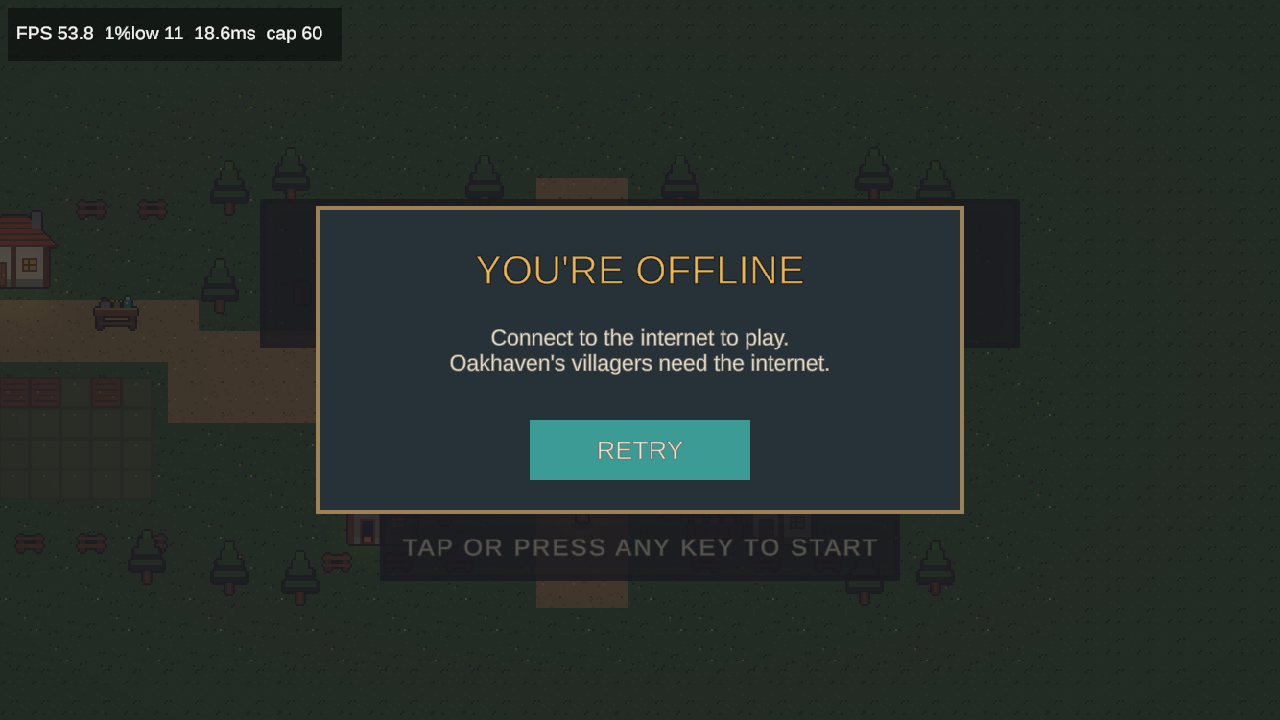 FPS 53.8 1%low 11 18.6ms cap 60
YOU'RE OFFLINE
Connect to the internet to play.
Oakhaven's villagers need the internet.
RETRY
TAP OR PRESS ANY KEY TO START